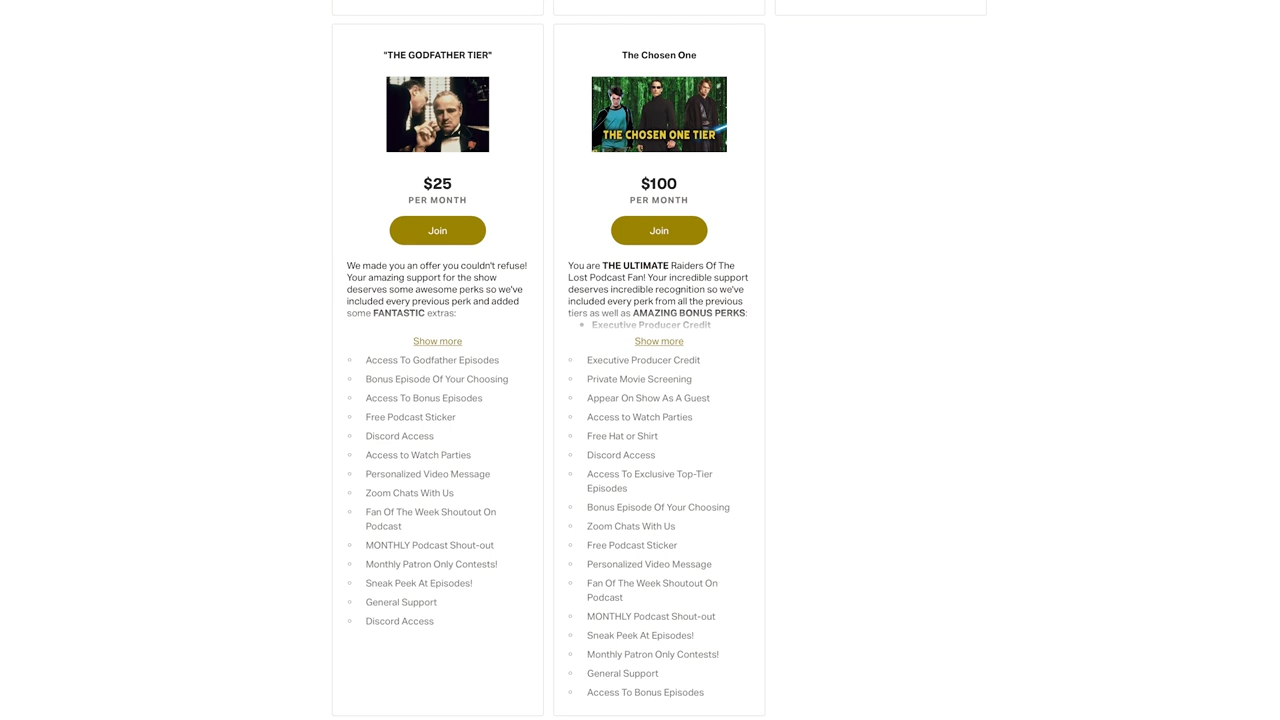 "THE GODFATHER TIER"
$25
PER MONTH
Join
We made you an offer you couldn't refuse!
Your amazing support for the show
deserves some awesome perks so we've
included every previous perk and added
some FANTASTIC extras:
Show more
Access To Godfather Episodes
Bonus Episode Of Your Choosing
Access To Bonus Episodes
Free Podcast Sticker
Discord Access
Access to Watch Parties
Personalized Video Message
Zoom Chats With Us
Fan Of The Week Shoutout On
Podcast
MONTHLY Podcast Shout-out
Monthly Patron Only Contests!
Sneak Peek At Episodes!
General Support
Discord Access
The Chosen One
THE CHOSEN ONE TIER
$100
PER MONTH
Join
You are THE ULTIMATE Raiders Of The
Lost Podcast Fan! Your incredible support
deserves incredible recognition so we've
included every perk from all the previous
tiers as well as AMAZING BONUS PERKS:
Executive Producer Credit
Show more
Executive Producer Credit
Private Movie Screening
Appear On Show As A Guest
Access to Watch Parties
Free Hat or Shirt
Discord Access
Access To Exclusive Top-Tier
Episodes
Bonus Episode Of Your Choosing
Zoom Chats With Us
Free Podcast Sticker
Personalized Video Message
Fan Of The Week Shoutout On
Podcast
MONTHLY Podcast Shout-out
Sneak Peek At Episodes!
Monthly Patron Only Contests!
General Support
Access To Bonus Episodes